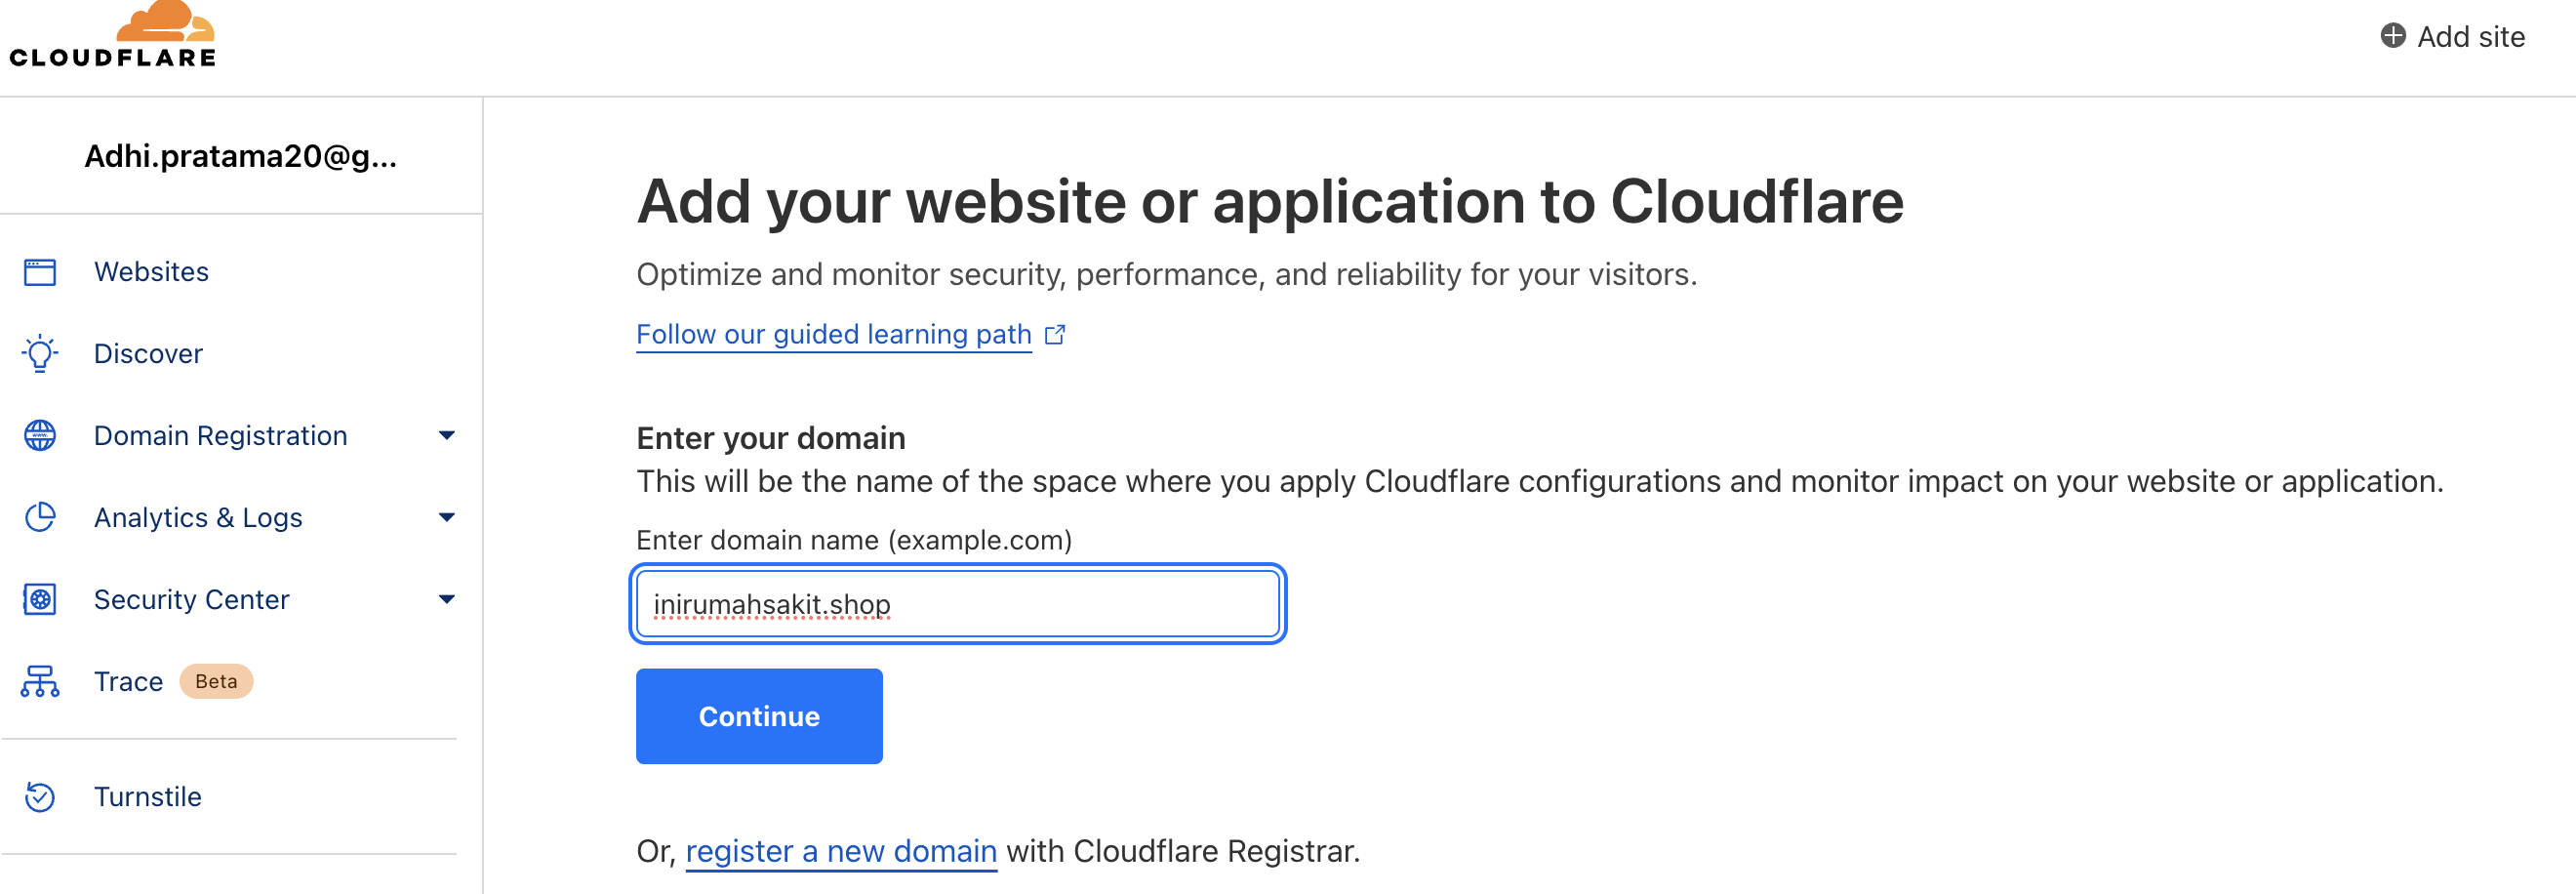 CLOUDFLARE
Add site
Adhi.pratama20@g...
Websites
Discover
Domain Registration
Analytics & Logs
Security Center
Trace Beta
Turnstile
Add your website or application to Cloudflare
Optimize and monitor security, performance, and reliability for your visitors.
Follow our guided learning path
Enter your domain
This will be the name of the space where you apply Cloudflare configurations and monitor impact on your website or application.
Enter domain name (example.com)
inirumahsakit.shop
Continue
Or, register a new domain with Cloudflare Registrar.